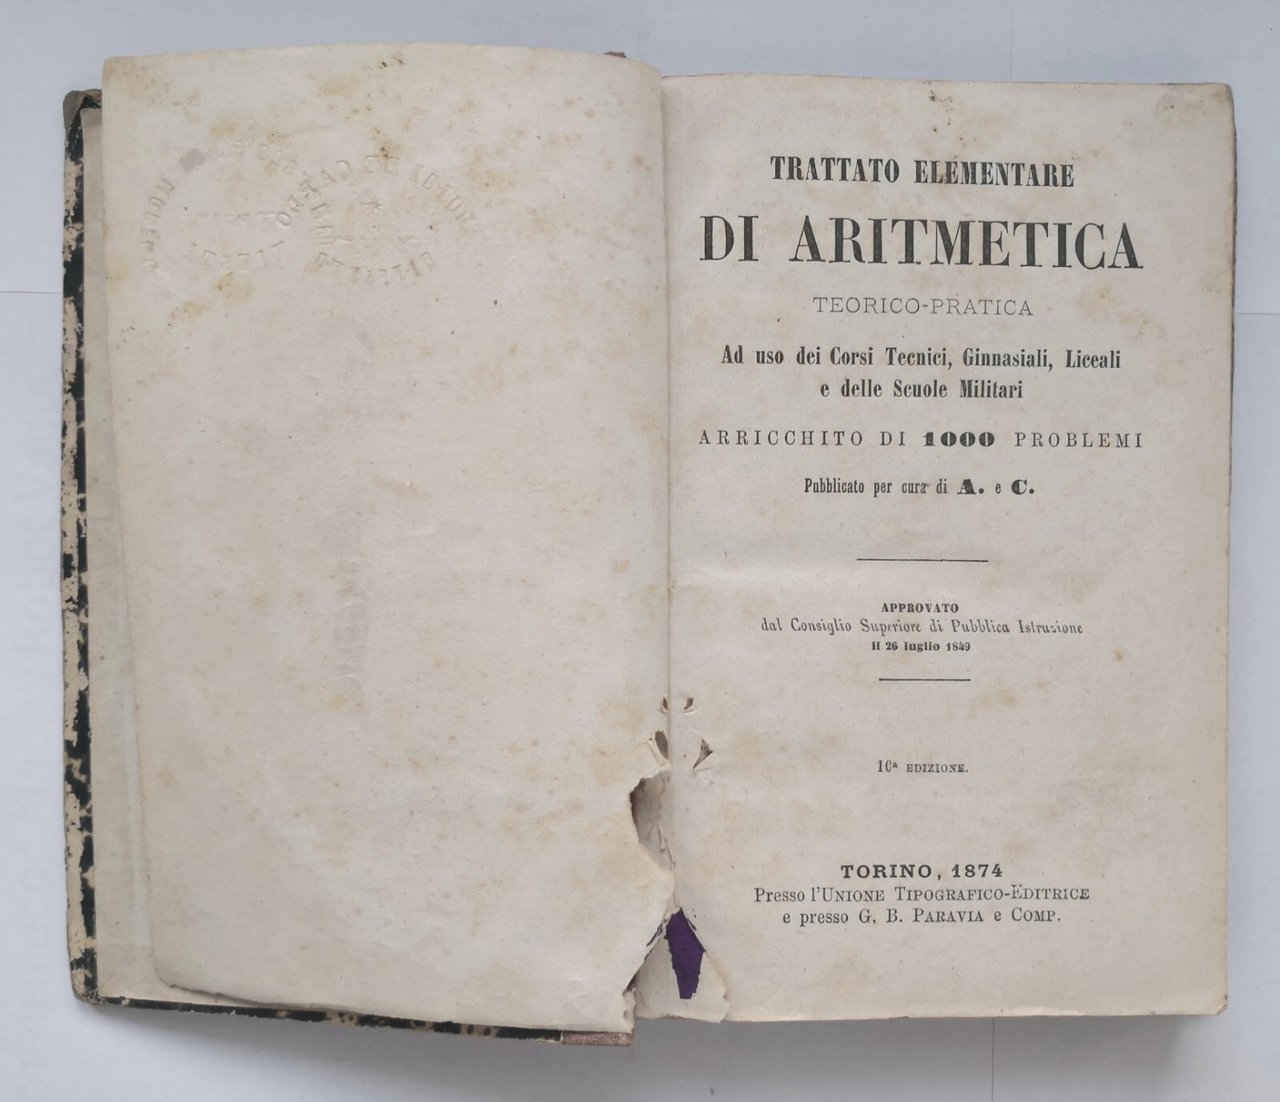 TRATTATO ELEMENTARE
DI ARITMETICA
TEORICO-PRATICA
Ad uso dei Corsi Tecnici, Ginnasiali, Liceali
e delle Scuole Militari
ARRICCHITO DI 1000 PROBLEMI
Pubblicato per cura di A. e C.
APPROVATO
dal Consiglio Superiore di Pubblica Istruzione
il 26 luglio 1849
10ª EDIZIONE.
TORINO, 1874
Presso l'UNIONE TIPOGRAFICO-EDITRICE
e presso G. B. PARAVIA e COMP.